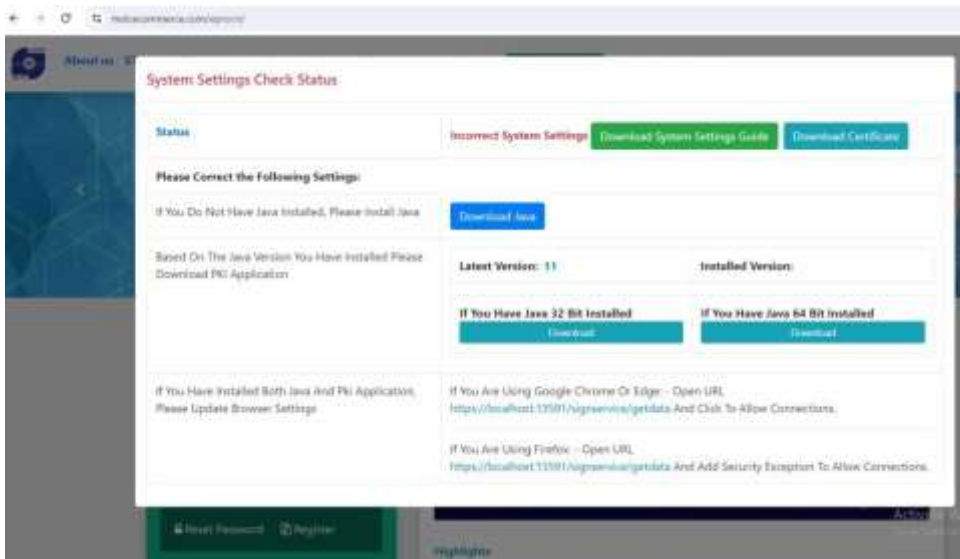 mstcecommerce.com/eprocn/
About us
System Settings Check Status
Status
Incorrect System Settings Download System Settings Guide Download Certificate
Please Correct the Following Settings:
If You Do Not Have Java Installed, Please Install Java
Download Java
Based On The Java Version You Have Installed Please
Download PKI Application
Latest Version: 11 Installed Version:
If You Have Java 32 Bit Installed If You Have Java 64 Bit Installed
Download Download
If You Have Installed Both Java And Pki Application,
Please Update Browser Settings
If You Are Using Google Chrome Or Edge - Open URL
https://localhost:13591/signservice/getdata And Click To Allow Connections.
If You Are Using Firefox - Open URL
https://localhost:13591/signservice/getdata And Add Security Exception To Allow Connections.
Reset Password Register
Highlights